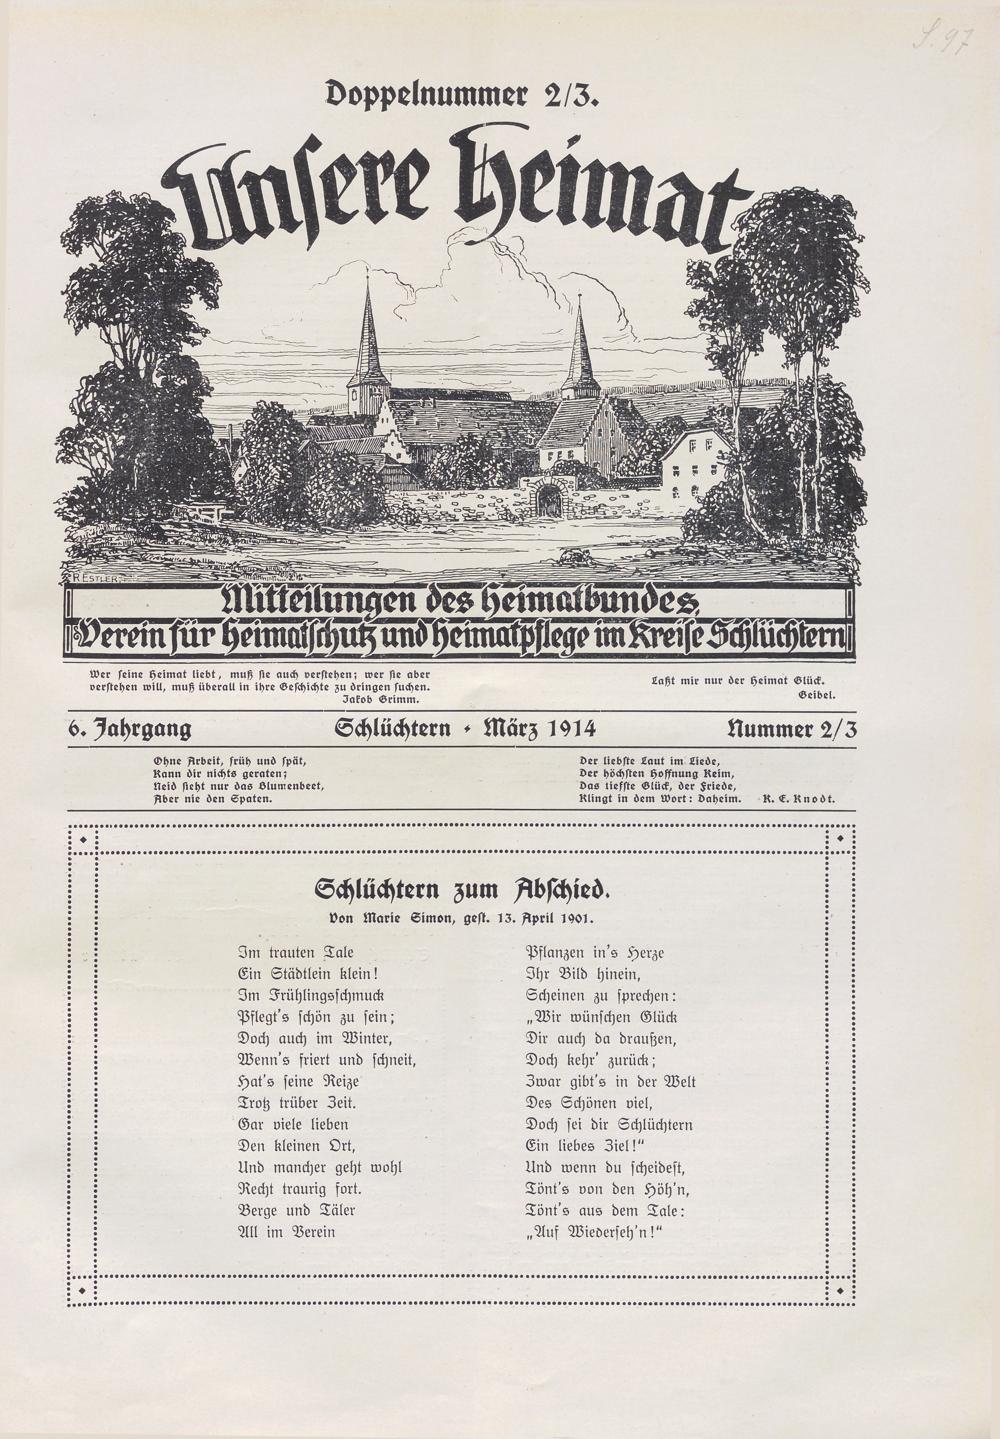 S. 97
Doppelnummer 2/3.
Unsere Heimat
R ESTLER.
Mitteilungen des Heimatbundes,
Verein für Heimatschutz und Heimatpflege im Kreise Schlüchtern
Wer seine Heimat liebt, muß sie auch verstehen; wer sie aber
verstehen will, muß überall in ihre Geschichte zu dringen suchen.
Jakob Grimm.
Laßt mir nur der Heimat Glück.
Geibel.
6. Jahrgang Schlüchtern • März 1914 Nummer 2/3
Ohne Arbeit, früh und spät,
Kann dir nichts geraten;
Neid sieht nur das Blumenbeet,
Aber nie den Spaten.
Der liebste Laut im Liede,
Der höchsten Hoffnung Keim,
Das tiefste Glück, der Friede,
Klingt in dem Wort: Daheim. K. E. Knodt.
Schlüchtern zum Abschied.
Von Marie Simon, gest. 13. April 1901.
Im trauten Tale
Ein Städtlein klein!
Im Frühlingsschmuck
Pflegt's schön zu sein;
Doch auch im Winter,
Wenn's friert und schneit,
Hat's seine Reize
Trotz trüber Zeit.
Gar viele lieben
Den kleinen Ort,
Und mancher geht wohl
Recht traurig fort.
Berge und Täler
All im Verein
Pflanzen in's Herze
Ihr Bild hinein,
Scheinen zu sprechen:
„Wir wünschen Glück
Dir auch da draußen,
Doch kehr' zurück;
Zwar gibt's in der Welt
Des Schönen viel,
Doch sei dir Schlüchtern
Ein liebes Ziel!“
Und wenn du scheidest,
Tönt's von den Höh'n,
Tönt's aus dem Tale:
„Auf Wiederseh'n!“